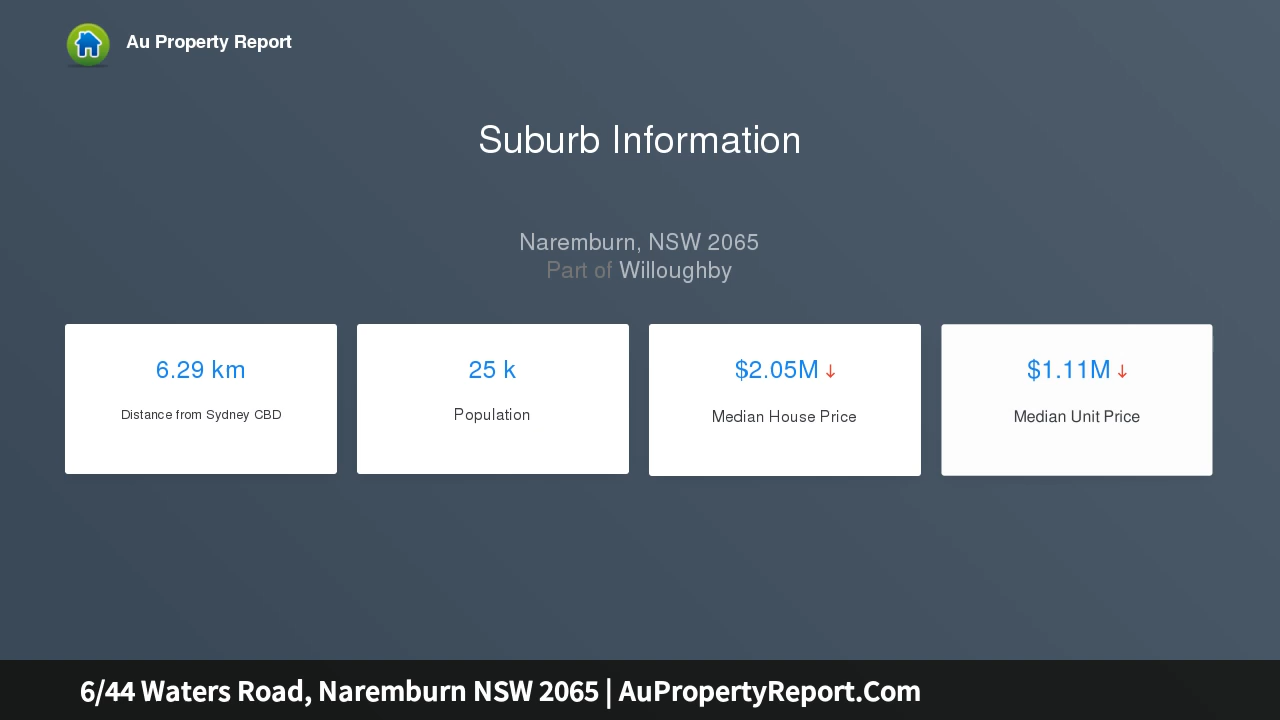 Au Property Report
Suburb Information
Naremburn, NSW 2065
Part of Willoughby
6.29 km
Distance from Sydney CBD
25 k
Population
$2.05M ↓
Median House Price
$1.11M ↓
Median Unit Price
6/44 Waters Road, Naremburn NSW 2065 | AuPropertyReport.Com